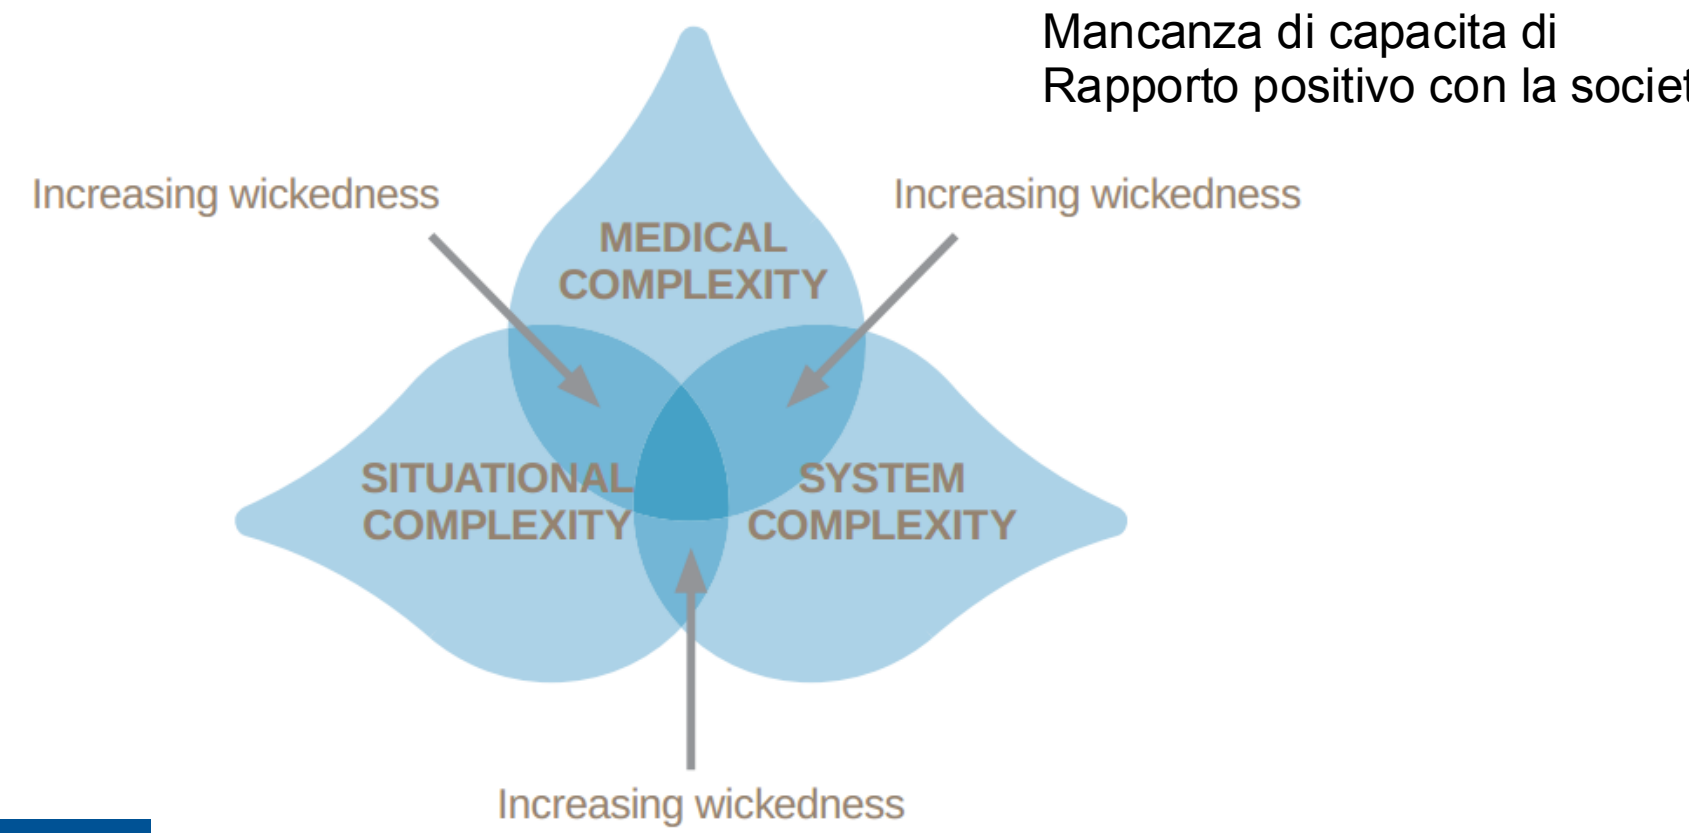 Mancanza di capacita di
Rapporto positivo con la societ
Increasing wickedness
Increasing wickedness
MEDICAL
COMPLEXITY
SITUATIONAL
COMPLEXITY
SYSTEM
COMPLEXITY
Increasing wickedness